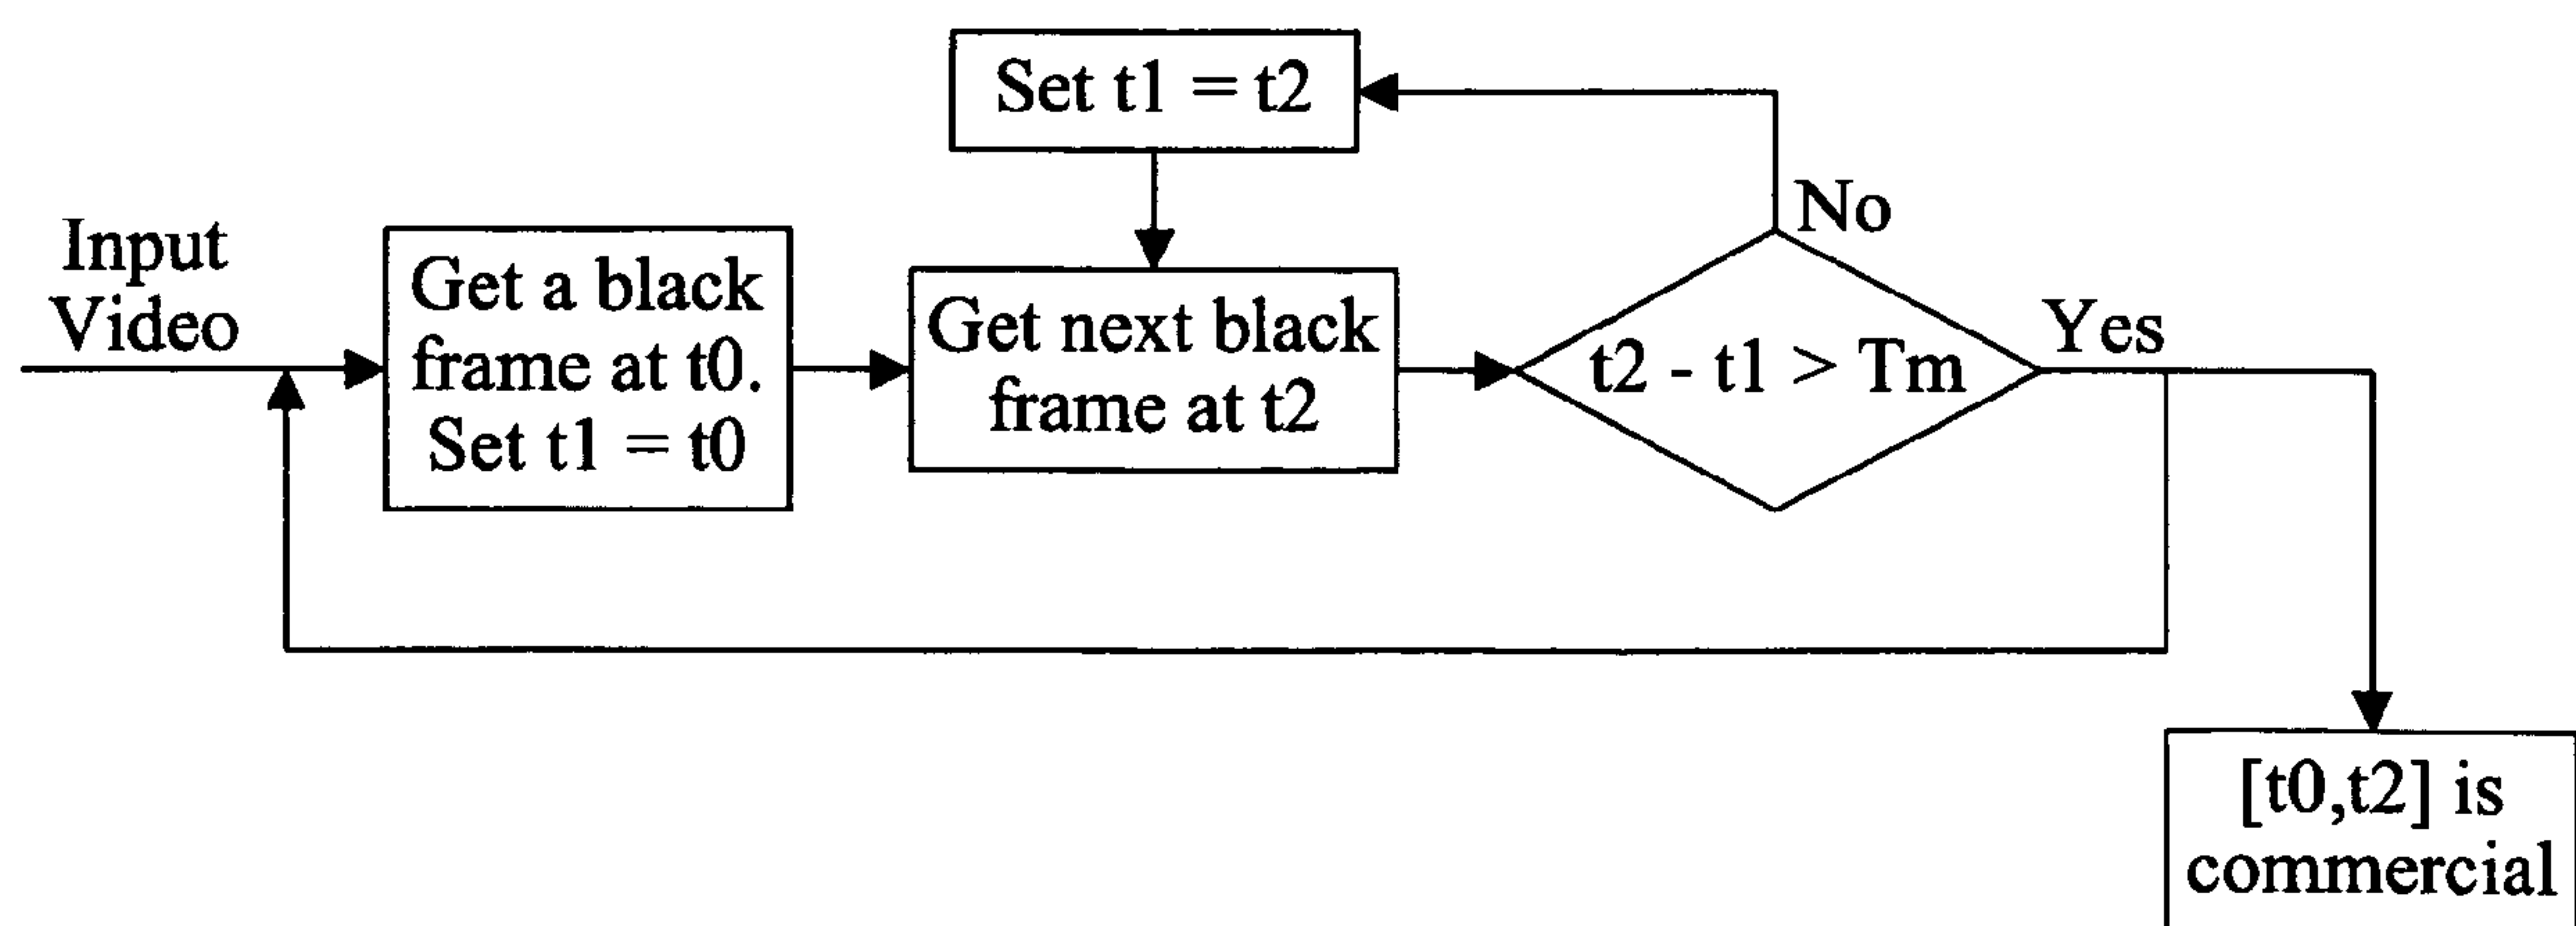 Set t1 = t2
Input
Video
Get a black
frame at t0.
Set t1 = t0
Get next black
frame at t2
t2 - t1 > Tm
No
Yes
[t0,t2] is
commercial